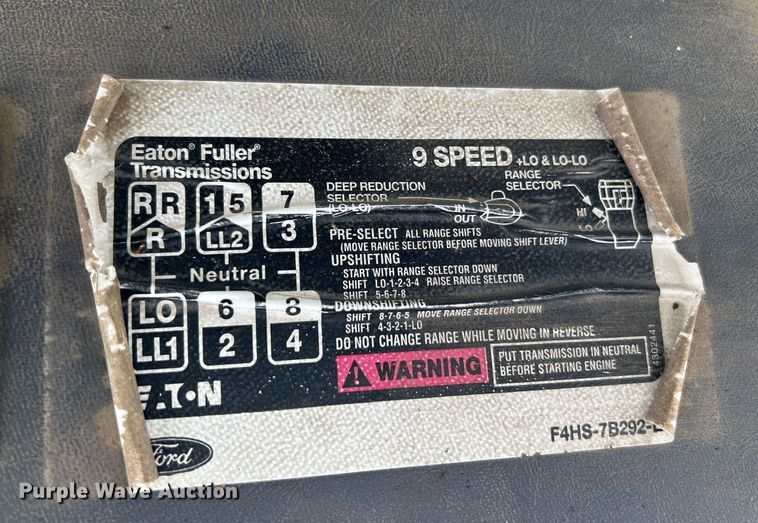 Eaton® Fuller®
Transmissions
9 SPEED +LO & LO-LO
RR 15 7
R LL2 3
Neutral
LO 6 8
LL1 2 4
DEEP REDUCTION
SELECTOR
(LO-LO)
IN
OUT
RANGE
SELECTOR
HI
LO
PRE-SELECT ALL RANGE SHIFTS
(MOVE RANGE SELECTOR BEFORE MOVING SHIFT LEVER)
UPSHIFTING
START WITH RANGE SELECTOR DOWN
SHIFT LO-1-2-3-4 RAISE RANGE SELECTOR
SHIFT 5-6-7-8
DOWNSHIFTING
SHIFT 8-7-6-5 MOVE RANGE SELECTOR DOWN
SHIFT 4-3-2-1-LO
DO NOT CHANGE RANGE WHILE MOVING IN REVERSE
WARNING
PUT TRANSMISSION IN NEUTRAL
BEFORE STARTING ENGINE
4302441
EATON
Ford
F4HS-7B292-
Purple Wave Auction